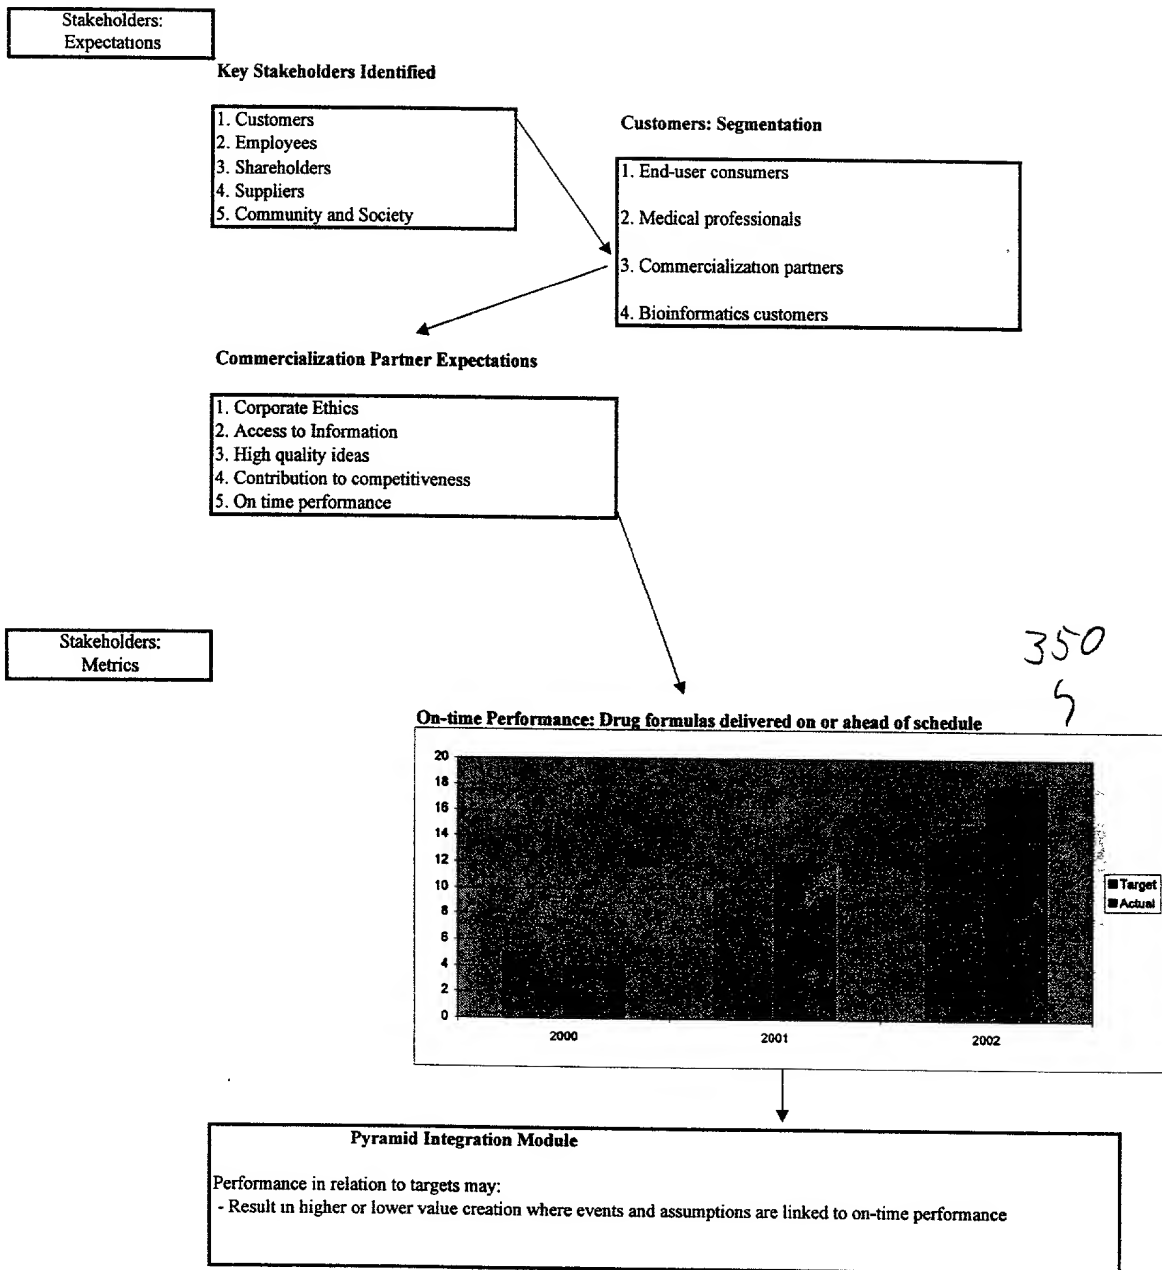 Stakeholders:
Expectations
Key Stakeholders Identified
1. Customers
2. Employees
3. Shareholders
4. Suppliers
5. Community and Society
Customers: Segmentation
1. End-user consumers
2. Medical professionals
3. Commercialization partners
4. Bioinformatics customers
Commercialization Partner Expectations
1. Corporate Ethics
2. Access to Information
3. High quality ideas
4. Contribution to competitiveness
5. On time performance
Stakeholders:
Metrics
350
On-time Performance: Drug formulas delivered on or ahead of schedule
20
18
16
14
12
10
8
6
4
2
0
2000
2001
2002
Target
Actual
Pyramid Integration Module
Performance in relation to targets may:
- Result in higher or lower value creation where events and assumptions are linked to on-time performance